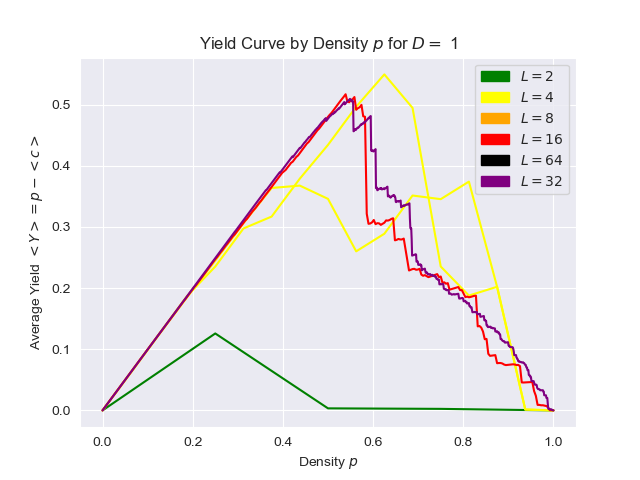 Yield Curve by Density p for D = 1
Average Yield < Y > = p − < c >
0.5
0.4
0.3
0.2
0.1
0.0
L = 2
L = 4
L = 8
L = 16
L = 64
L = 32
0.0 0.2 0.4 0.6 0.8 1.0
Density p